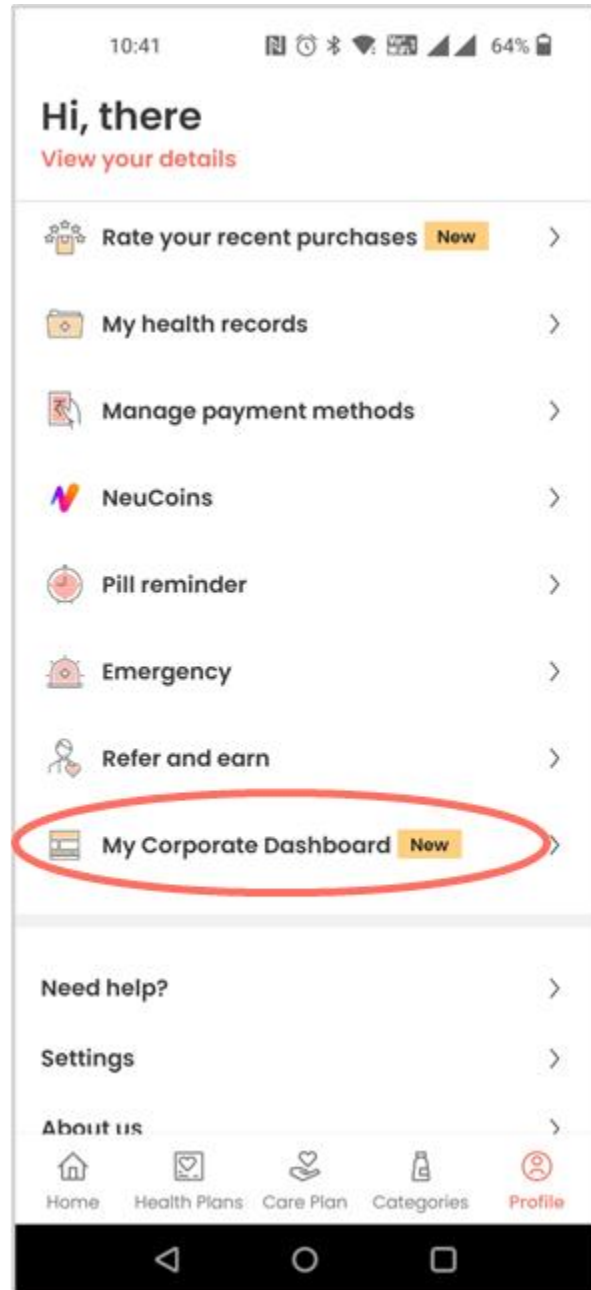 10:41 64%
Hi, there
View your details
Rate your recent purchases New
My health records
Manage payment methods
NeuCoins
Pill reminder
Emergency
Refer and earn
My Corporate Dashboard New
Need help?
Settings
About us
Home Health Plans Care Plan Categories Profile